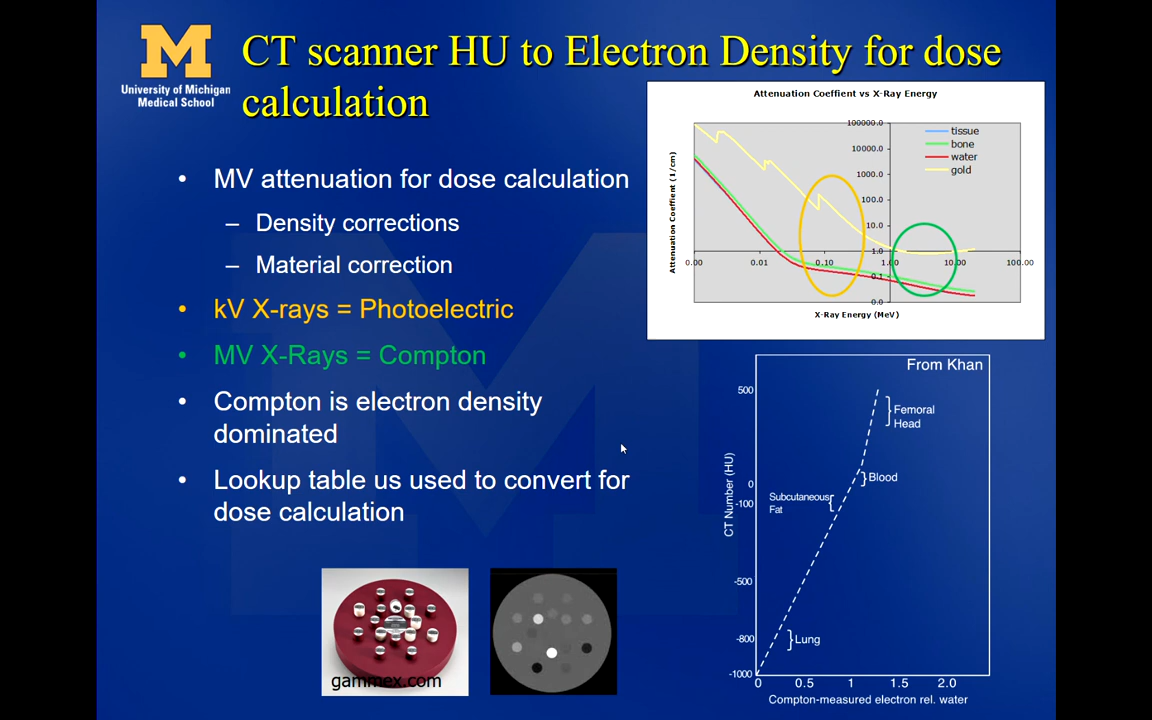 University of Michigan
Medical School
CT scanner HU to Electron Density for dose
calculation
• MV attenuation for dose calculation
– Density corrections
– Material correction
• kV X-rays = Photoelectric
• MV X-Rays = Compton
• Compton is electron density
dominated
• Lookup table us used to convert for
dose calculation
gammex.com
Attenuation Coeffient vs X-Ray Energy
Attenuation Coeffient (1/cm)
100000.0
10000.0
1000.0
100.0
10.0
1.0
0.1
0.0
tissue
bone
water
gold
0.00 0.01 0.10 1.00 10.00 100.00
X-Ray Energy (MeV)
From Khan
CT Number (HU)
500
0
-100
-500
-800
-1000
Femoral
Head
Blood
Subcutaneous
Fat
Lung
0 0.5 1 1.5 2.0
Compton-measured electron rel. water